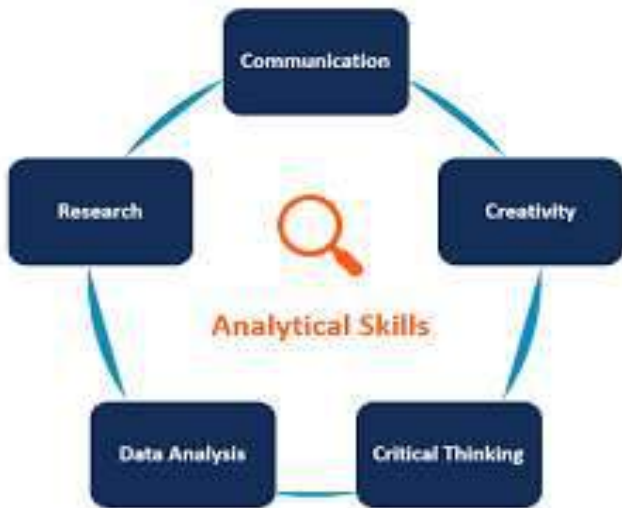 Communication
Research
Creativity
Analytical Skills
Data Analysis
Critical Thinking